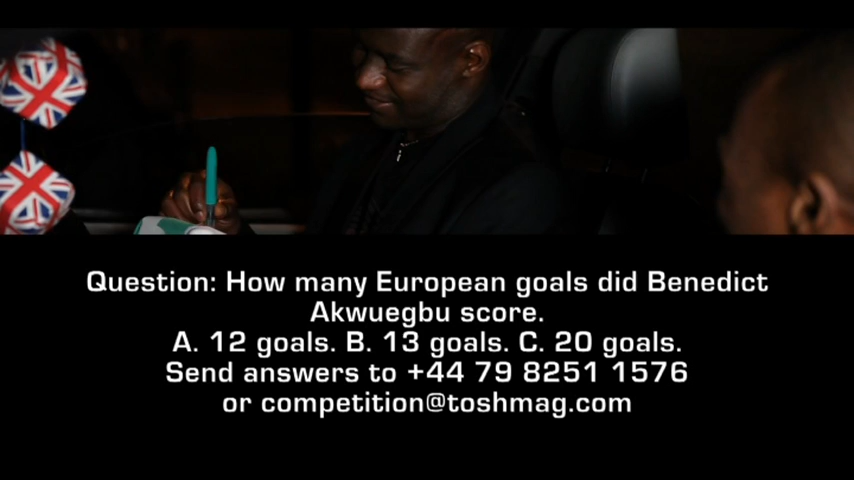 Question: How many European goals did Benedict
Akwuegbu score.
A. 12 goals. B. 13 goals. C. 20 goals.
Send answers to +44 79 8251 1576
or competition@toshmag.com